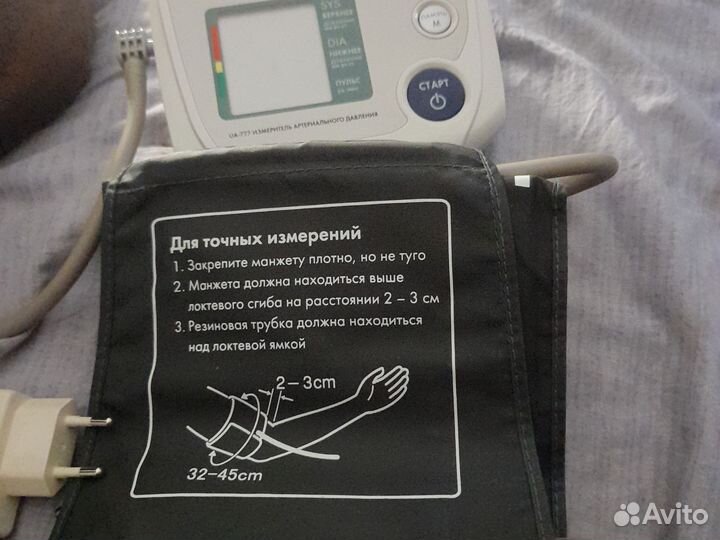 SYS
ВЕРХНЕЕ
DIA
НИЖНЕЕ
ПУЛЬС
ПАМЯТЬ
M
СТАРТ
UA-777 ИЗМЕРИТЕЛЬ АРТЕРИАЛЬНОГО ДАВЛЕНИЯ
Для точных измерений
1. Закрепите манжету плотно, но не туго
2. Манжета должна находиться выше
локтевого сгиба на расстоянии 2 – 3 см
3. Резиновая трубка должна находиться
над локтевой ямкой
2–3cm
32–45cm
Avito